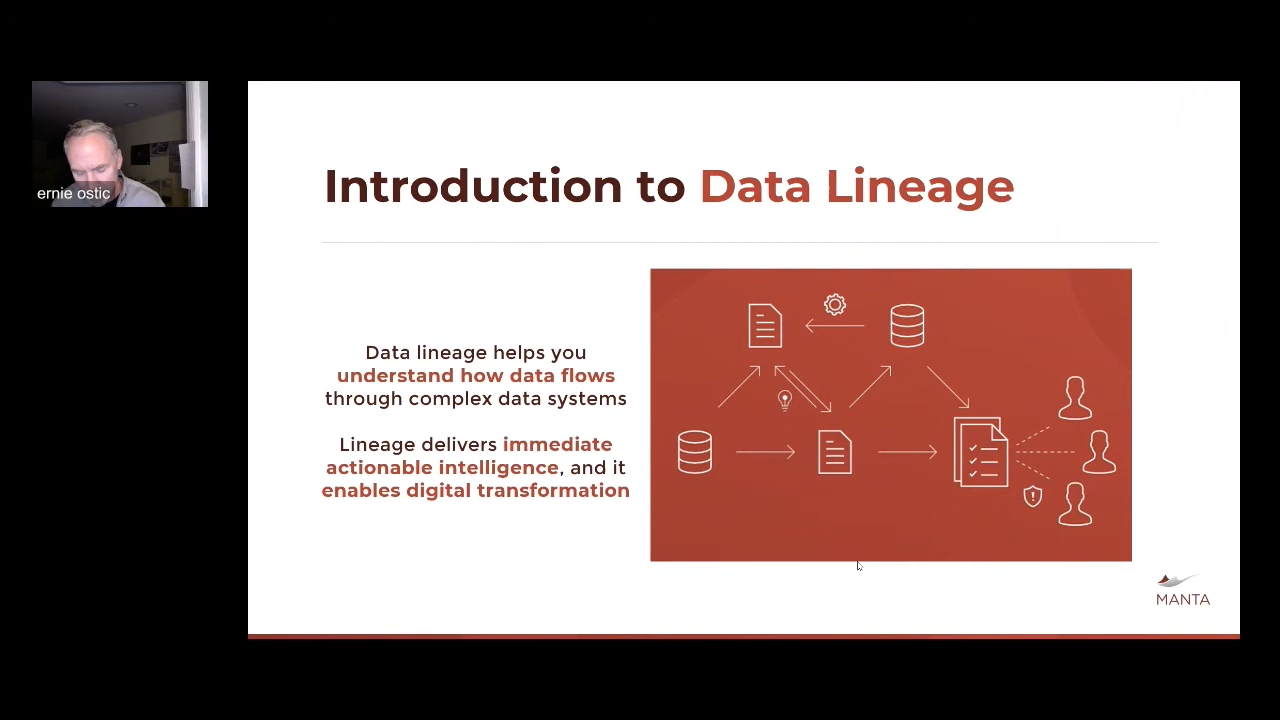 ernie ostic
Introduction to Data Lineage
Data lineage helps you
understand how data flows
through complex data systems
Lineage delivers immediate
actionable intelligence, and it
enables digital transformation
MANTA